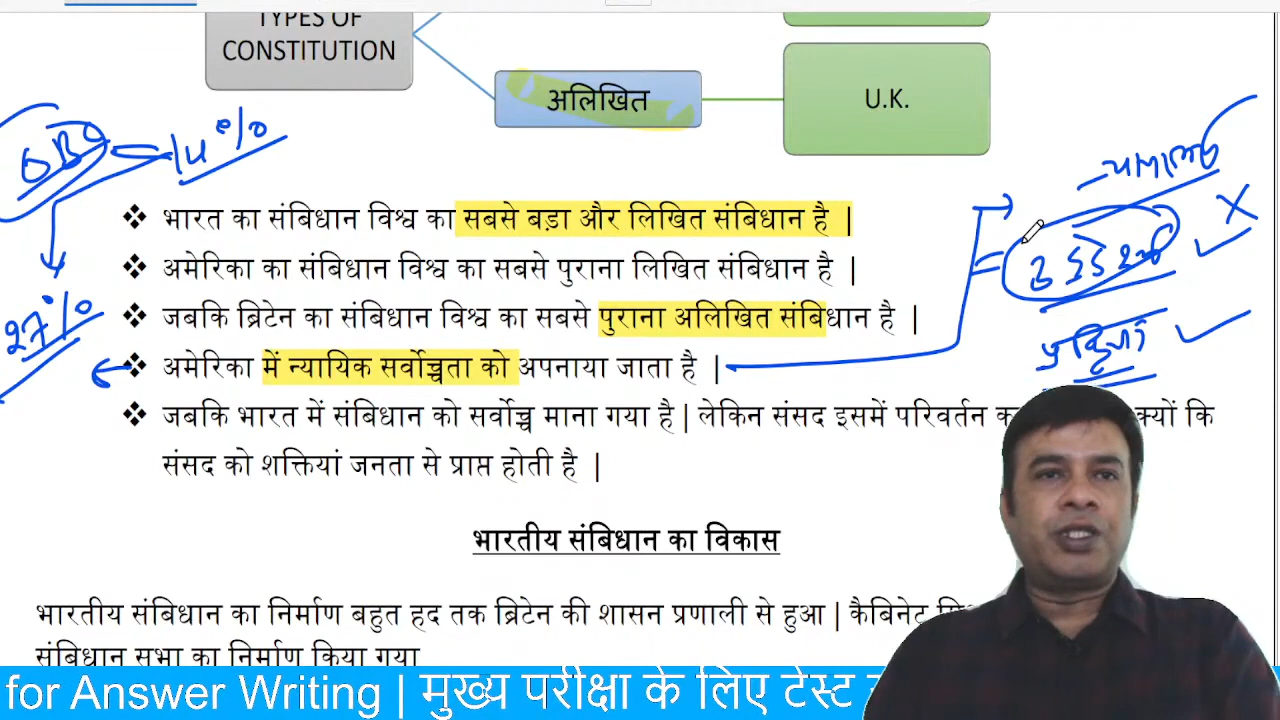 TYPES OF
CONSTITUTION
अलिखित
U.K.
OBC = 14%
27%
उद्देश्य
❖ भारत का संबिधान विश्व का सबसे बड़ा और लिखित संबिधान है |
❖ अमेरिका का संबिधान विश्व का सबसे पुराना लिखित संबिधान है |
❖ जबकि ब्रिटेन का संबिधान विश्व का सबसे पुराना अलिखित संबिधान है |
❖ अमेरिका में न्यायिक सर्वोच्चता को अपनाया जाता है |
❖ जबकि भारत में संबिधान को सर्वोच्च माना गया है | लेकिन संसद इसमें परिवर्तन क्यों कि
संसद को शक्तियां जनता से प्राप्त होती है |
भारतीय संबिधान का विकास
भारतीय संबिधान का निर्माण बहुत हद तक ब्रिटेन की शासन प्रणाली से हुआ | कैबिनेट
संबिधान सभा का निर्माण किया गया
for Answer Writing | मुख्य परीक्षा के लिए टेस्ट